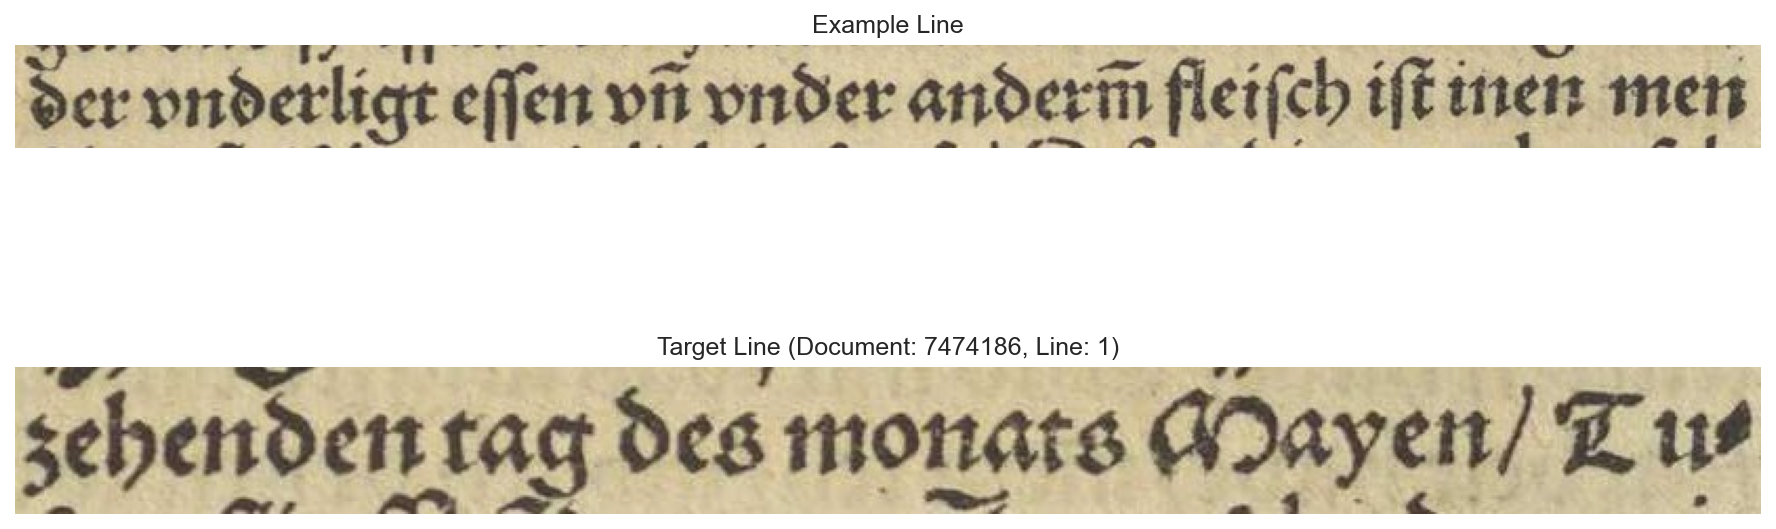 Example Line
der vnderligt eſſen vn̄ vnder anderm̄ fleiſch iſt inen men
Target Line (Document: 7474186, Line: 1)
zehenden tag des monats Mayen/ Tu⸗